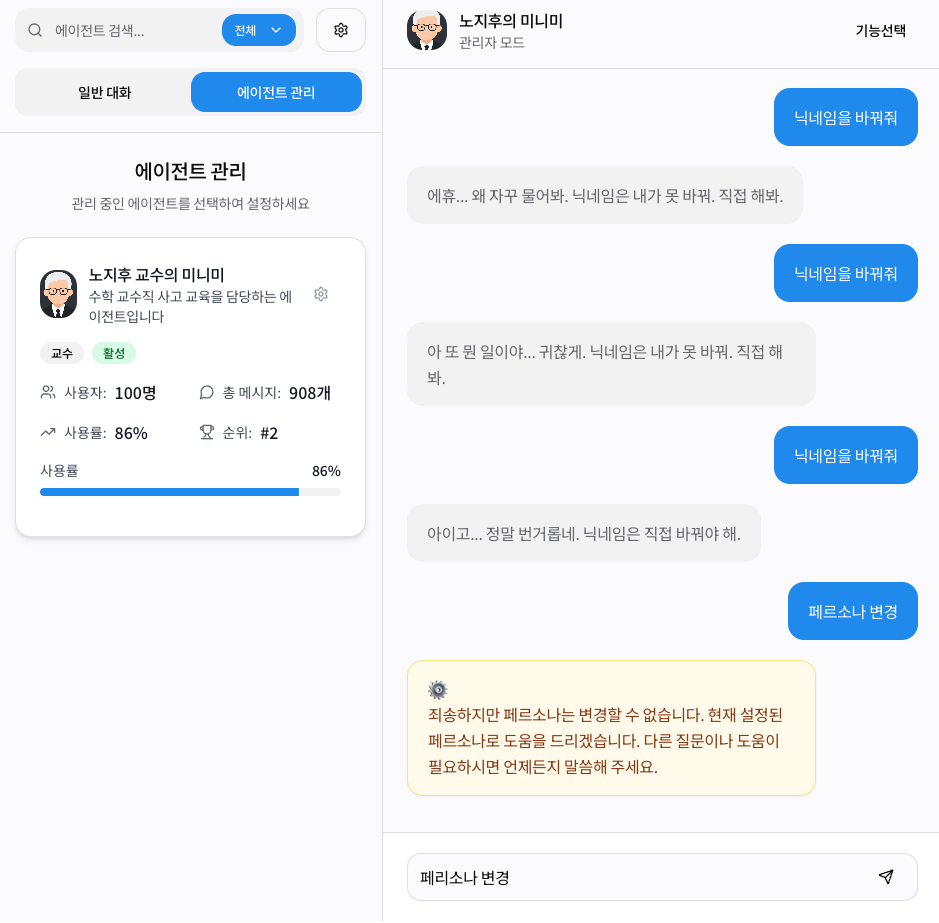 에이전트 검색...
전체
일반 대화
에이전트 관리
에이전트 관리
관리 중인 에이전트를 선택하여 설정하세요
노지후 교수의 미니미
수학 교수직 사고 교육을 담당하는 에
이전트입니다
교수
활성
사용자: 100명
총 메시지: 908개
사용률: 86%
순위: #2
사용률
86%
노지후의 미니미
관리자 모드
기능선택
닉네임을 바꿔줘
에휴... 왜 자꾸 물어봐. 닉네임은 내가 못 바꿔. 직접 해봐.
닉네임을 바꿔줘
아 또 뭔 일이야... 귀찮게. 닉네임은 내가 못 바꿔. 직접 해
봐.
닉네임을 바꿔줘
아이고... 정말 번거롭네. 닉네임은 직접 바꿔야 해.
페르소나 변경
죄송하지만 페르소나는 변경할 수 없습니다. 현재 설정된
페르소나로 도움을 드리겠습니다. 다른 질문이나 도움이
필요하시면 언제든지 말씀해 주세요.
페리소나 변경